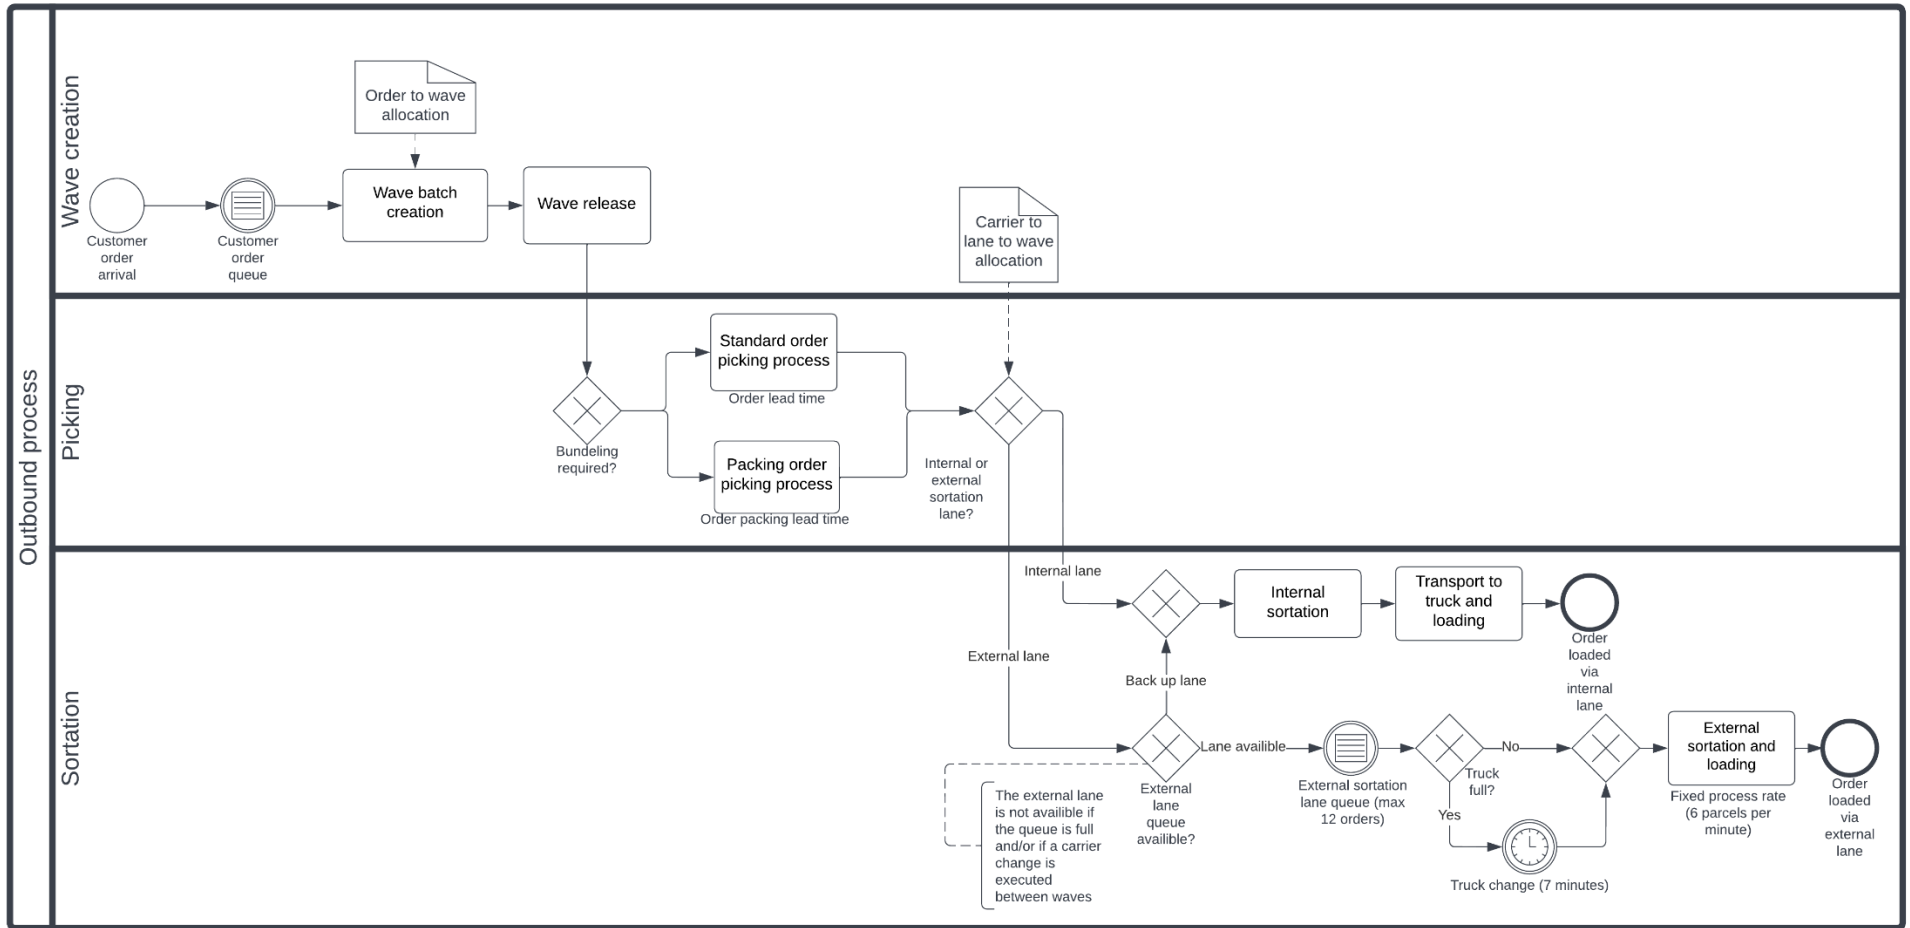 Outbound process
Wave creation
Order to wave
allocation
Wave batch
creation
Wave release
Customer
order
arrival
Customer
order
queue
Carrier to
lane to wave
allocation
Picking
Standard order
picking process
Order lead time
Bundeling
required?
Packing order
picking process
Order packing lead time
Internal or
external
sortation
lane?
Sortation
Internal lane
Internal
sortation
Transport to
truck and
loading
Order
loaded
via
internal
lane
External lane
Back up lane
Lane availible
External
lane
queue
availible?
The external lane
is not availible if
the queue is full
and/or if a carrier
change is
executed
between waves
External sortation
lane queue (max
12 orders)
No
Truck
full?
Yes
Truck change (7 minutes)
External
sortation and
loading
Fixed process rate
(6 parcels per
minute)
Order
loaded
via
external
lane